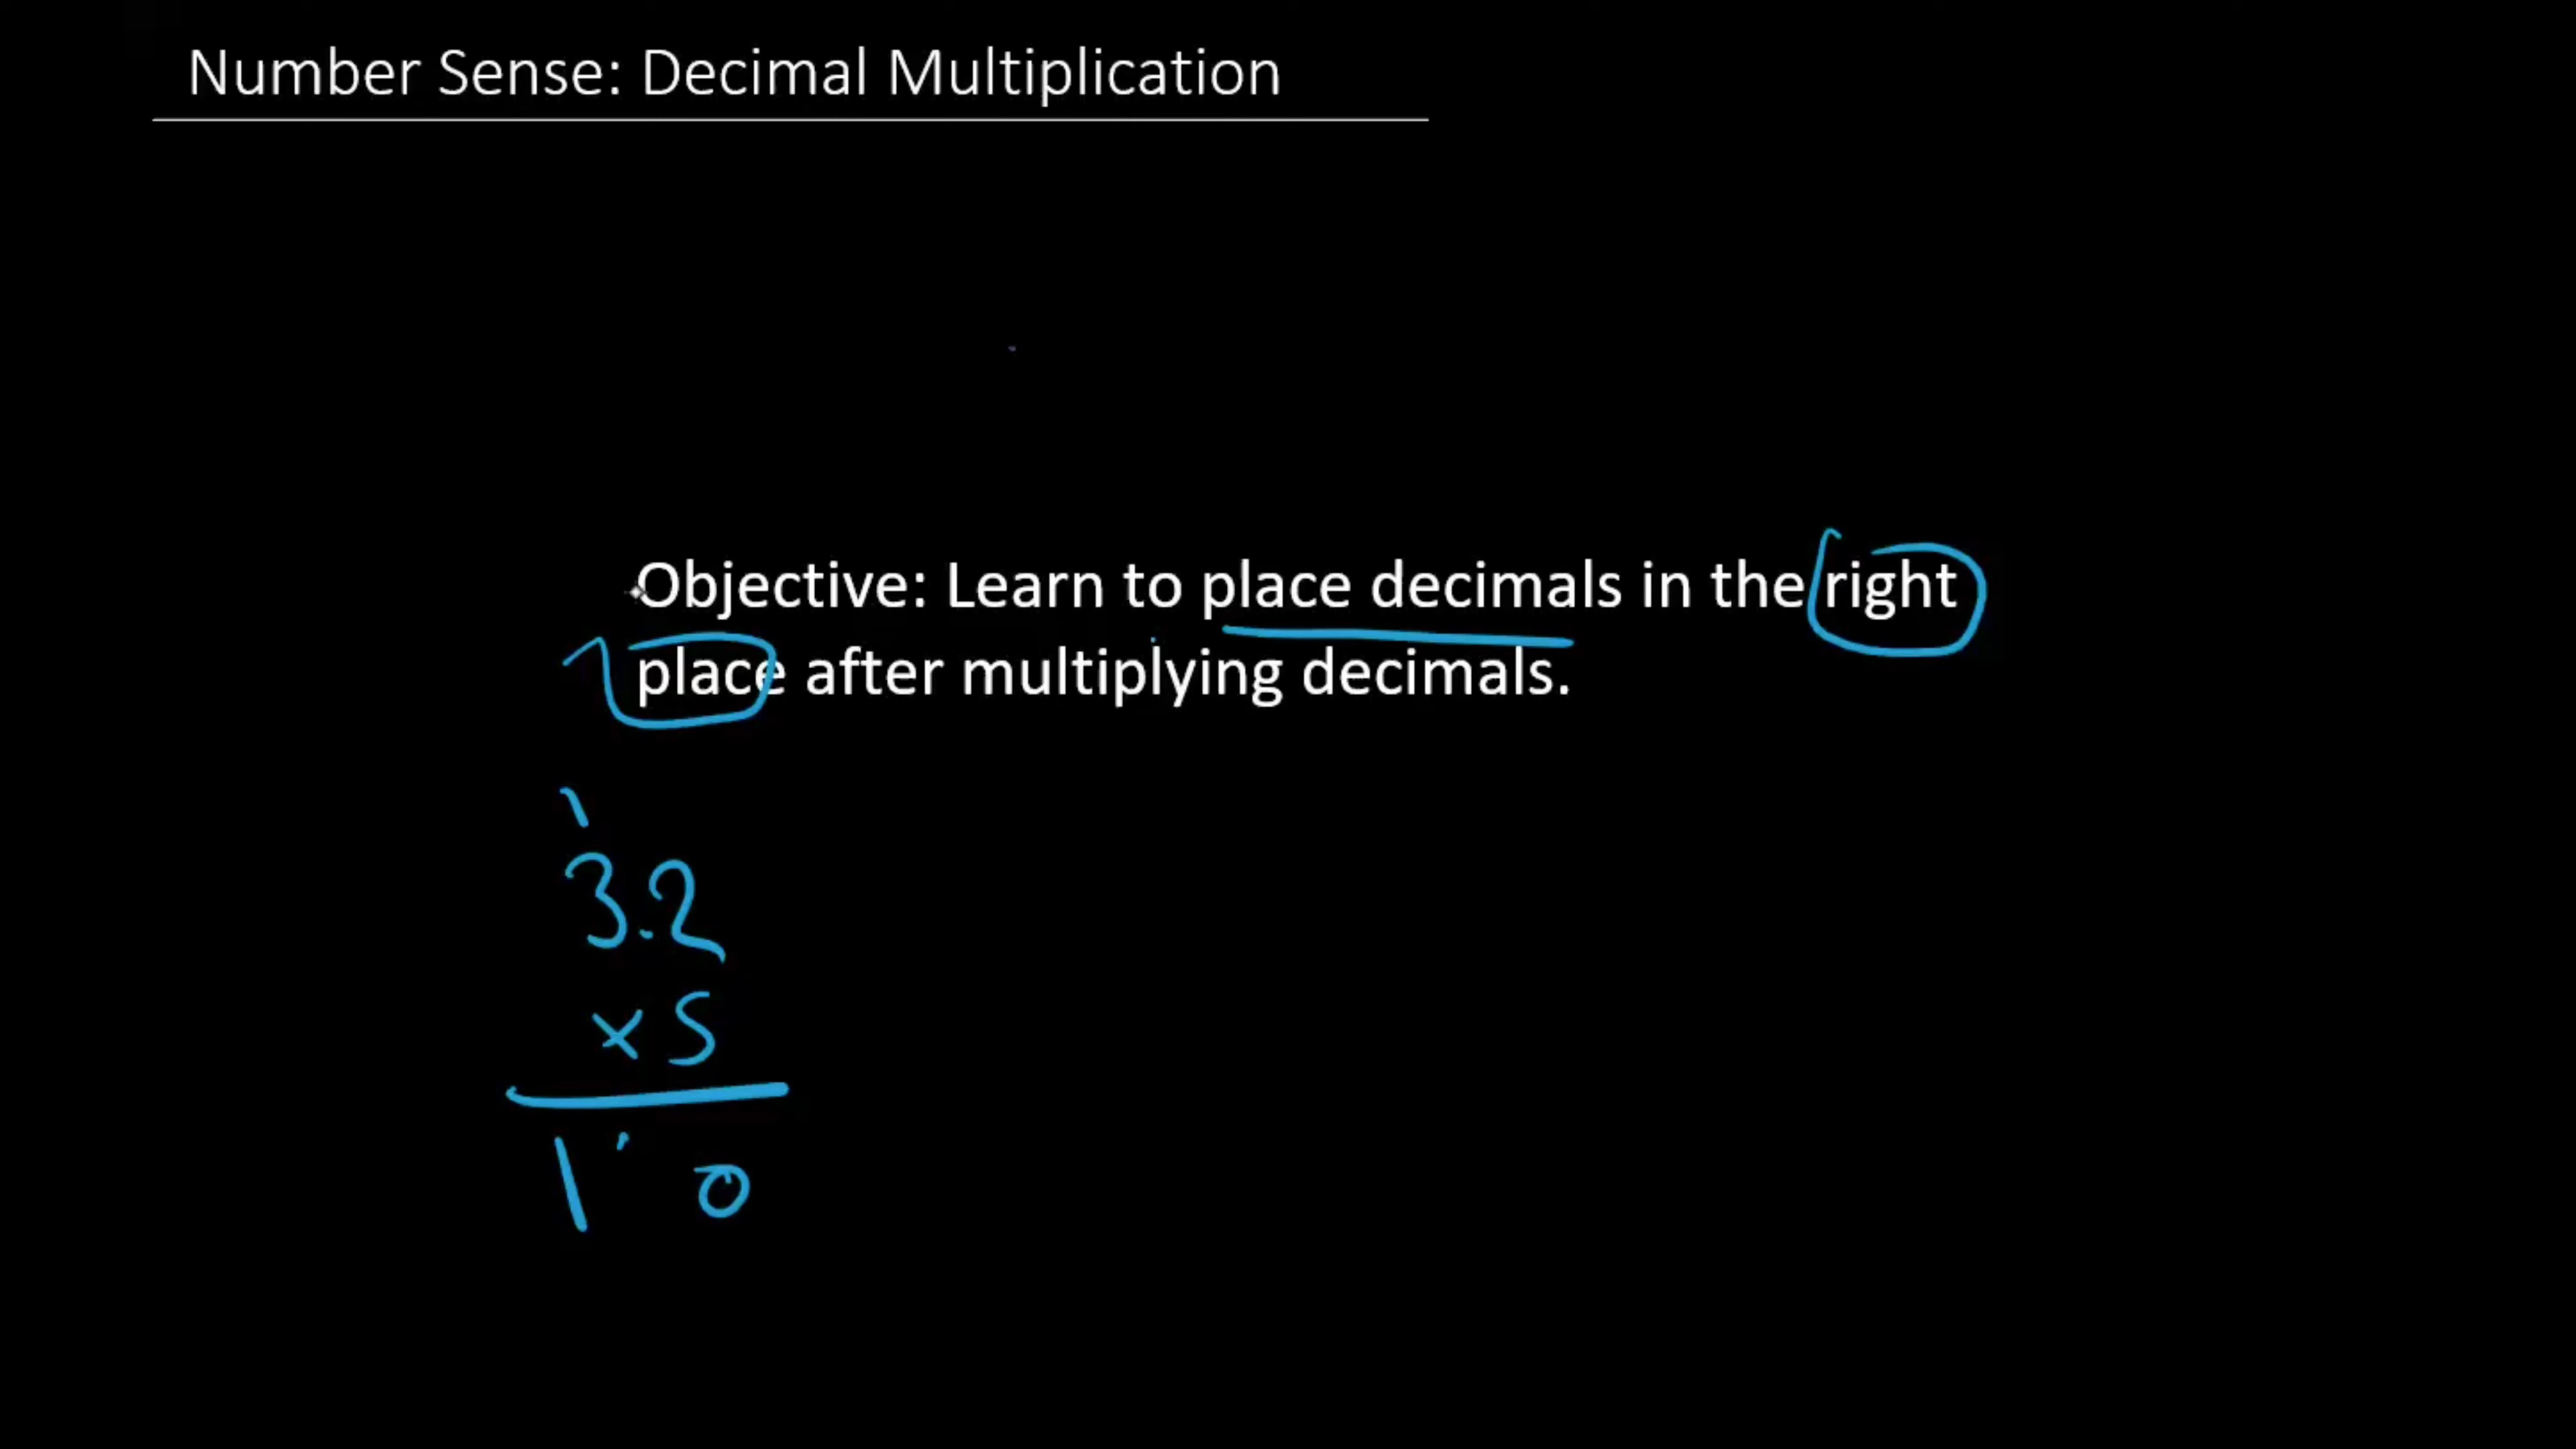 Number Sense: Decimal Multiplication
Objective: Learn to place decimals in the right
place after multiplying decimals.
1
3.2
×5
1 0